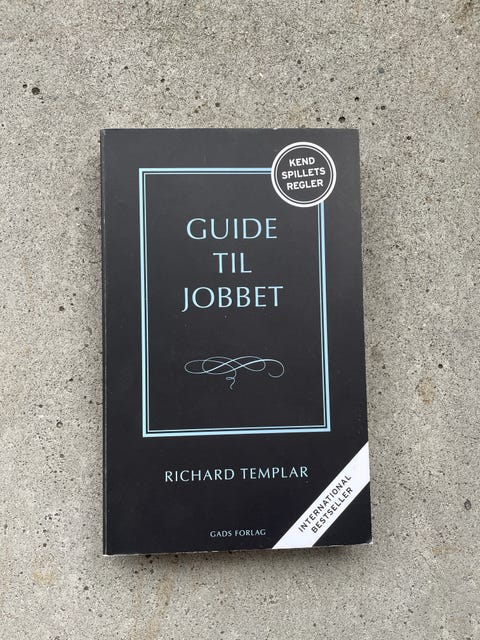 KEND
SPILLETS
REGLER
GUIDE
TIL
JOBBET
RICHARD TEMPLAR
INTERNATIONAL
BESTSELLER
GADS FORLAG